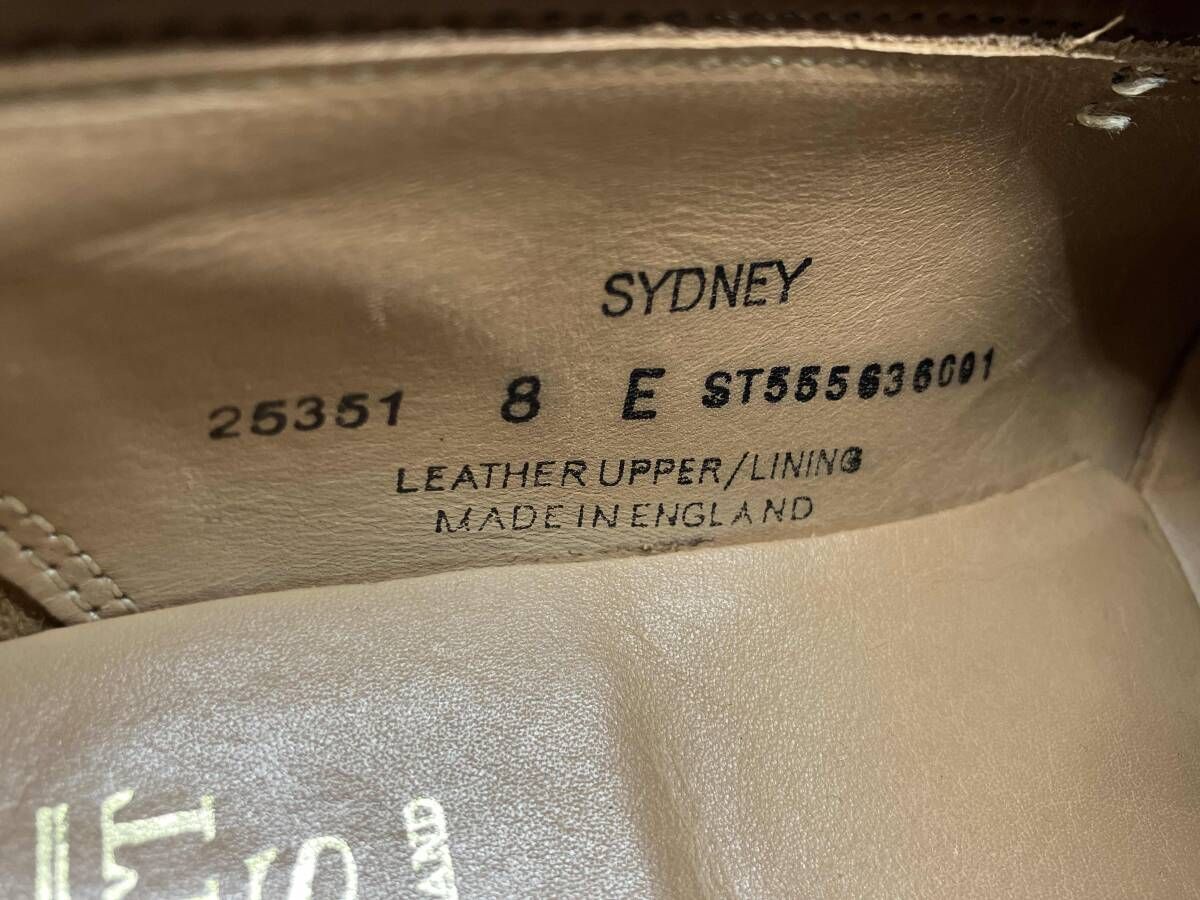 SYDNEY
25351 8 E ST555636001
LEATHER UPPER/LINING
MADE IN ENGLAND